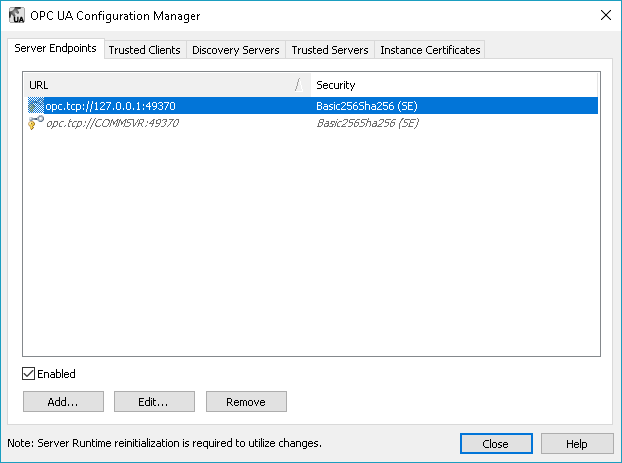 UA OPC UA Configuration Manager
Server Endpoints Trusted Clients Discovery Servers Trusted Servers Instance Certificates
URL / Security
opc.tcp://127.0.0.1:49370 Basic256Sha256 (SE)
opc.tcp://COMMSVR:49370 Basic256Sha256 (SE)
Enabled
Add... Edit... Remove
Note: Server Runtime reinitialization is required to utilize changes. Close Help